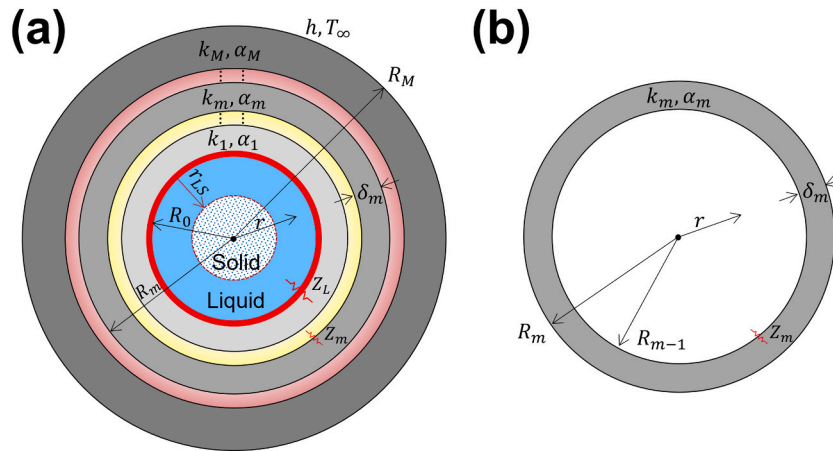 (a)
h, T∞
k_M, α_M
R_M
k_m, α_m
k_1, α_1
r_LS
δ_m
R_0
r
Solid
R_m
Z_L
Liquid
Z_m
(b)
k_m, α_m
δ_m
r
R_m
R_{m−1}
Z_m